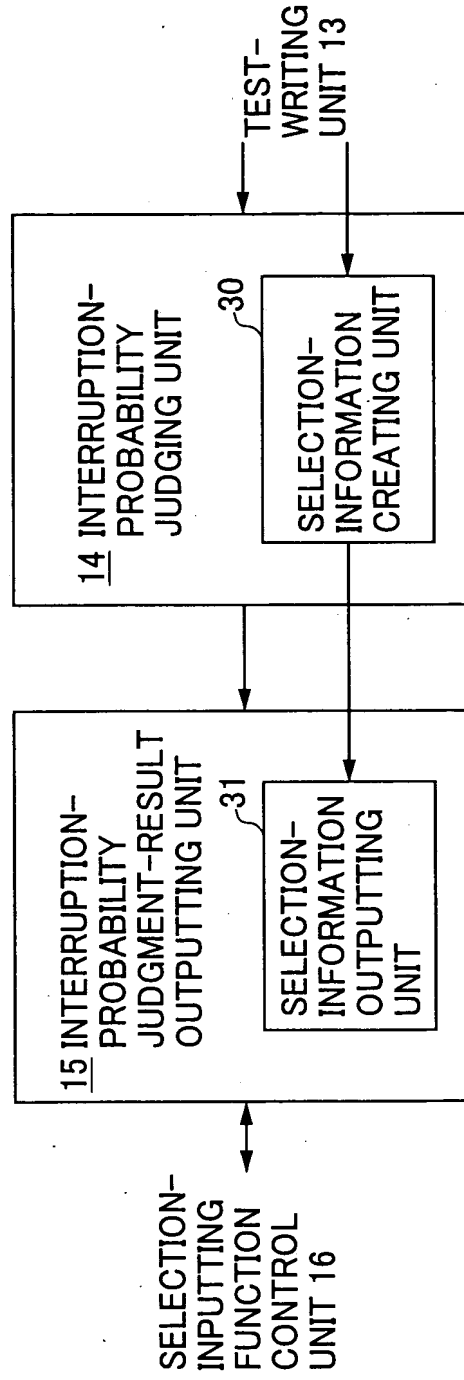 SELECTION-
INPUTTING
FUNCTION
CONTROL
UNIT 16
15 INTERRUPTION-
PROBABILITY
JUDGMENT-RESULT
OUTPUTTING UNIT
31
SELECTION-
INFORMATION
OUTPUTTING
UNIT
14 INTERRUPTION-
PROBABILITY
JUDGING UNIT
30
SELECTION-
INFORMATION
CREATING UNIT
TEST-
WRITING
UNIT 13